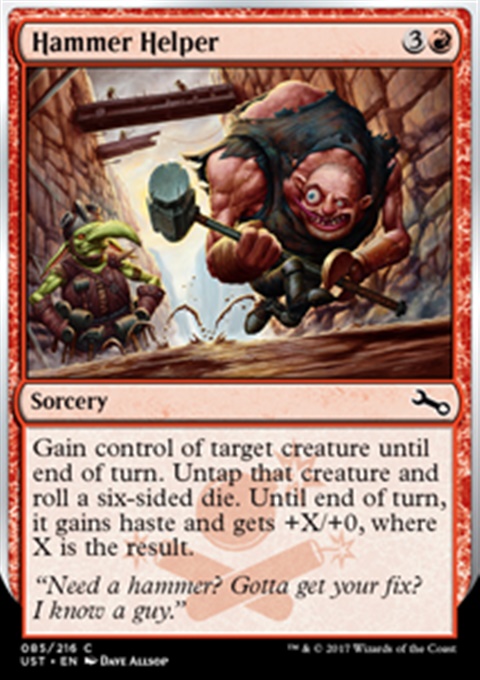 Hammer Helper 3
Sorcery
Gain control of target creature until
end of turn. Untap that creature and
roll a six-sided die. Until end of turn,
it gains haste and gets +X/+0, where
X is the result.
“Need a hammer? Gotta get your fix?
I know a guy.”
085/216 C ™ & © 2017 Wizards of the Coast
UST • EN Dave Allsop